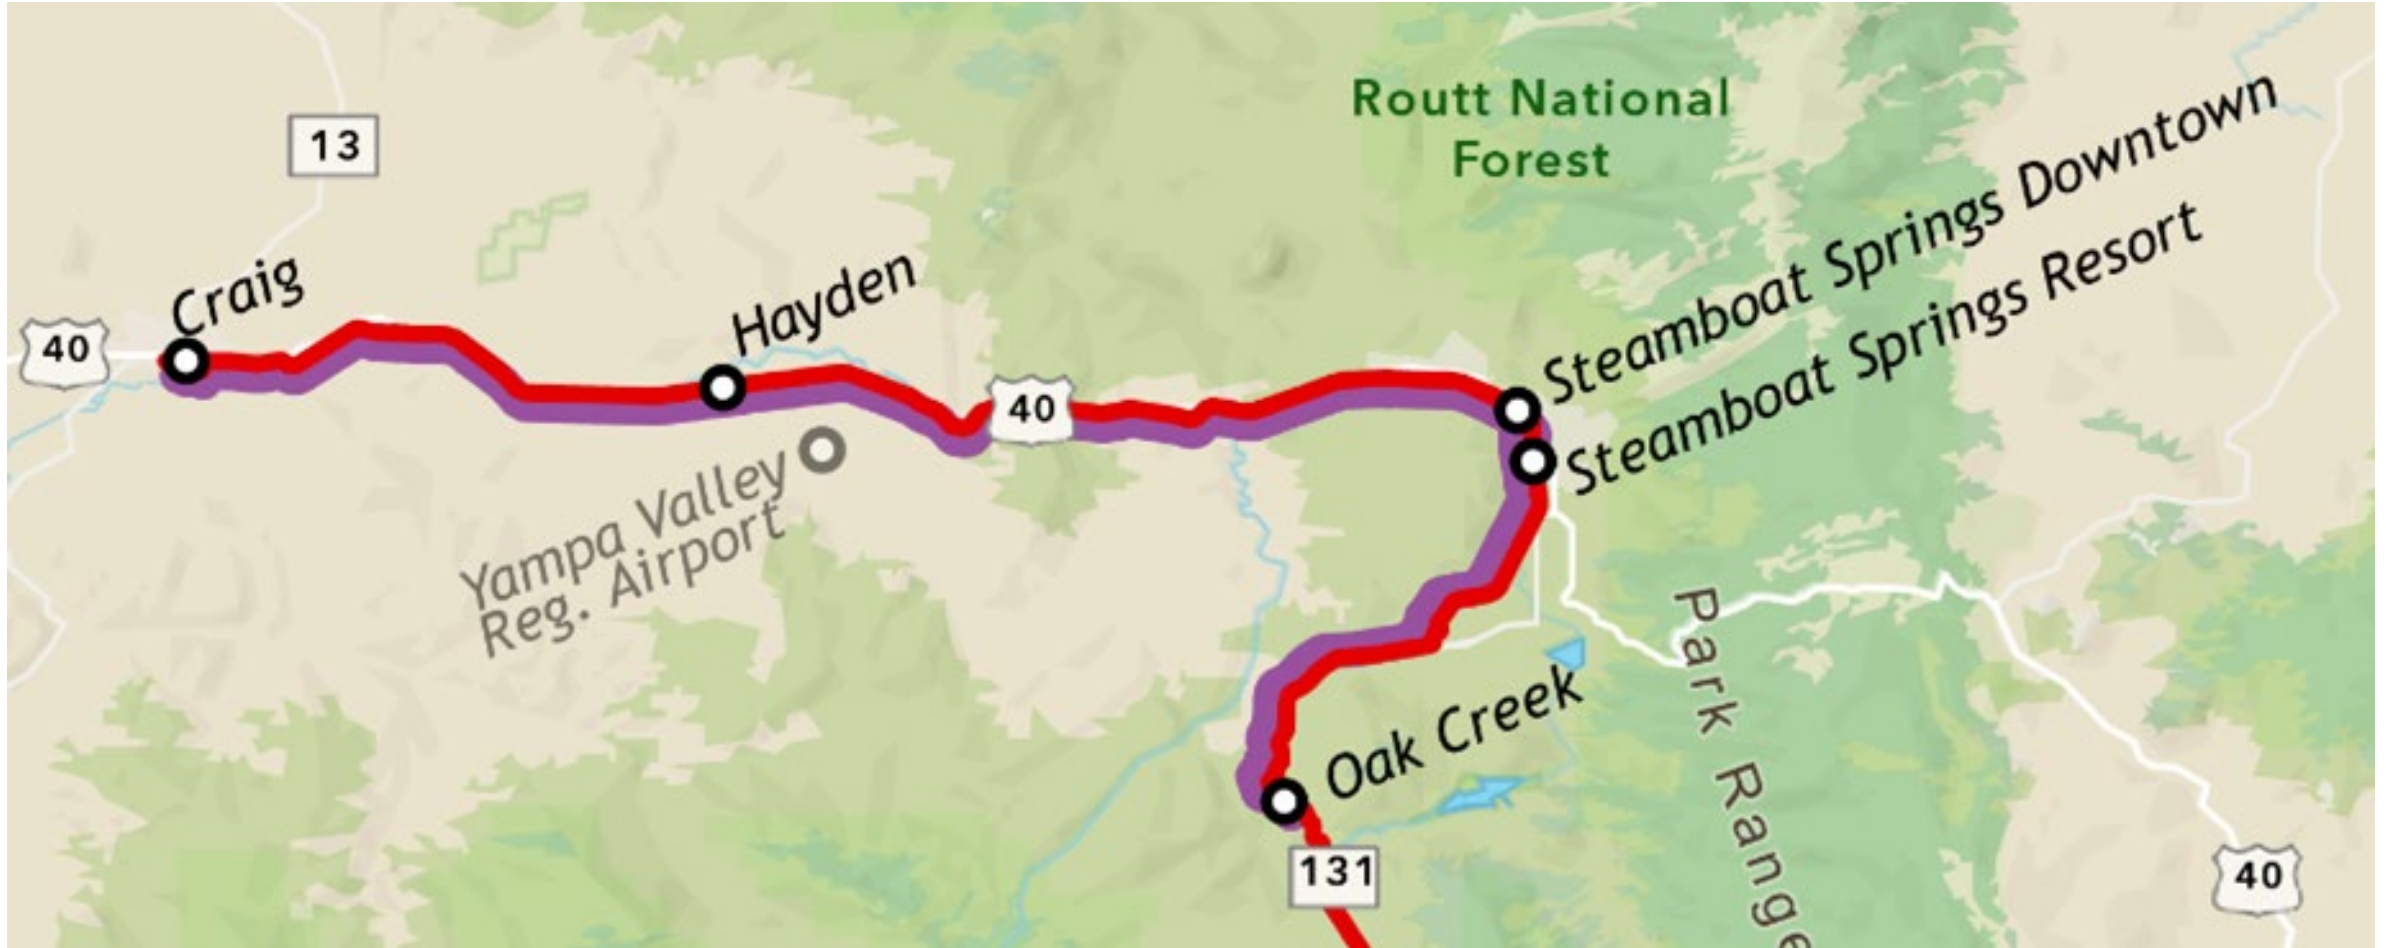 Routt National
Forest
13
Steamboat Springs Downtown
Steamboat Springs Resort
Craig
Hayden
40
40
Yampa Valley
Reg. Airport
Park Range
Oak Creek
131
40